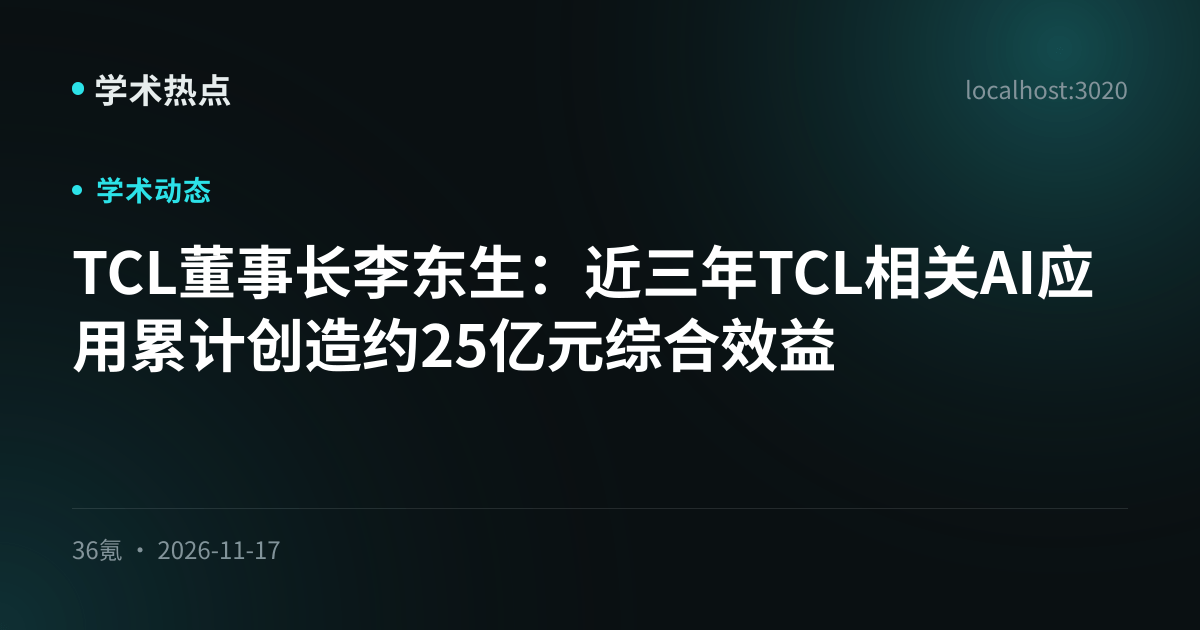 学术热点
localhost:3020
学术动态
TCL董事长李东生：近三年TCL相关AI应
用累计创造约25亿元综合效益
36氪 · 2026-11-17